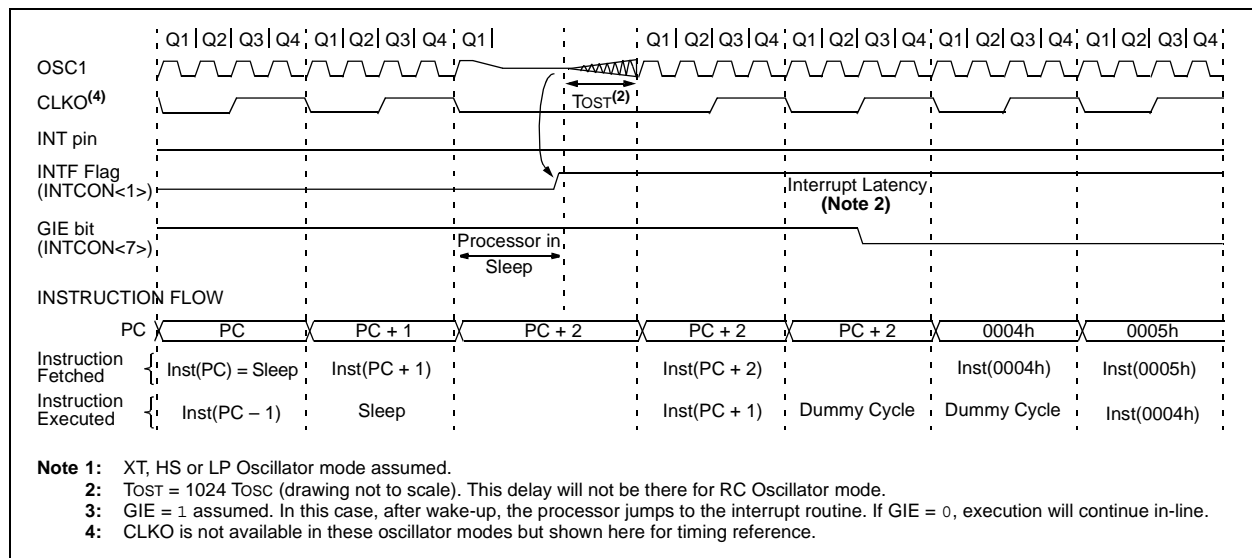 Q1 Q2 Q3 Q4 Q1 Q2 Q3 Q4 Q1 Q1 Q2 Q3 Q4 Q1 Q2 Q3 Q4 Q1 Q2 Q3 Q4 Q1 Q2 Q3 Q4
OSC1
CLKO(4)
TOST(2)
INT pin
INTF Flag
(INTCON<1>)
Interrupt Latency
(Note 2)
GIE bit
(INTCON<7>)
Processor in
Sleep
INSTRUCTION FLOW
PC PC PC + 1 PC + 2 PC + 2 PC + 2 0004h 0005h
Instruction
Fetched
Inst(PC) = Sleep Inst(PC + 1) Inst(PC + 2) Inst(0004h) Inst(0005h)
Instruction
Executed
Inst(PC – 1) Sleep Inst(PC + 1) Dummy Cycle Dummy Cycle Inst(0004h)
Note 1: XT, HS or LP Oscillator mode assumed.
2: TOST = 1024 TOSC (drawing not to scale). This delay will not be there for RC Oscillator mode.
3: GIE = 1 assumed. In this case, after wake-up, the processor jumps to the interrupt routine. If GIE = 0, execution will continue in-line.
4: CLKO is not available in these oscillator modes but shown here for timing reference.